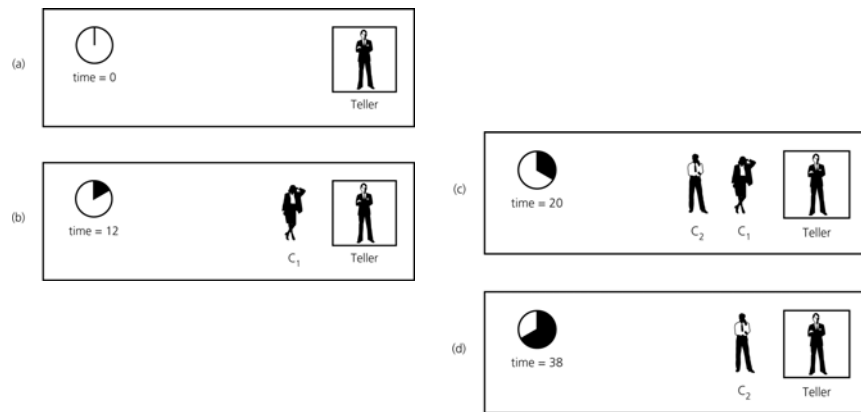 (a)
time = 0
Teller
(b)
time = 12
C1
Teller
(c)
time = 20
C2 C1 Teller
(d)
time = 38
C2 Teller